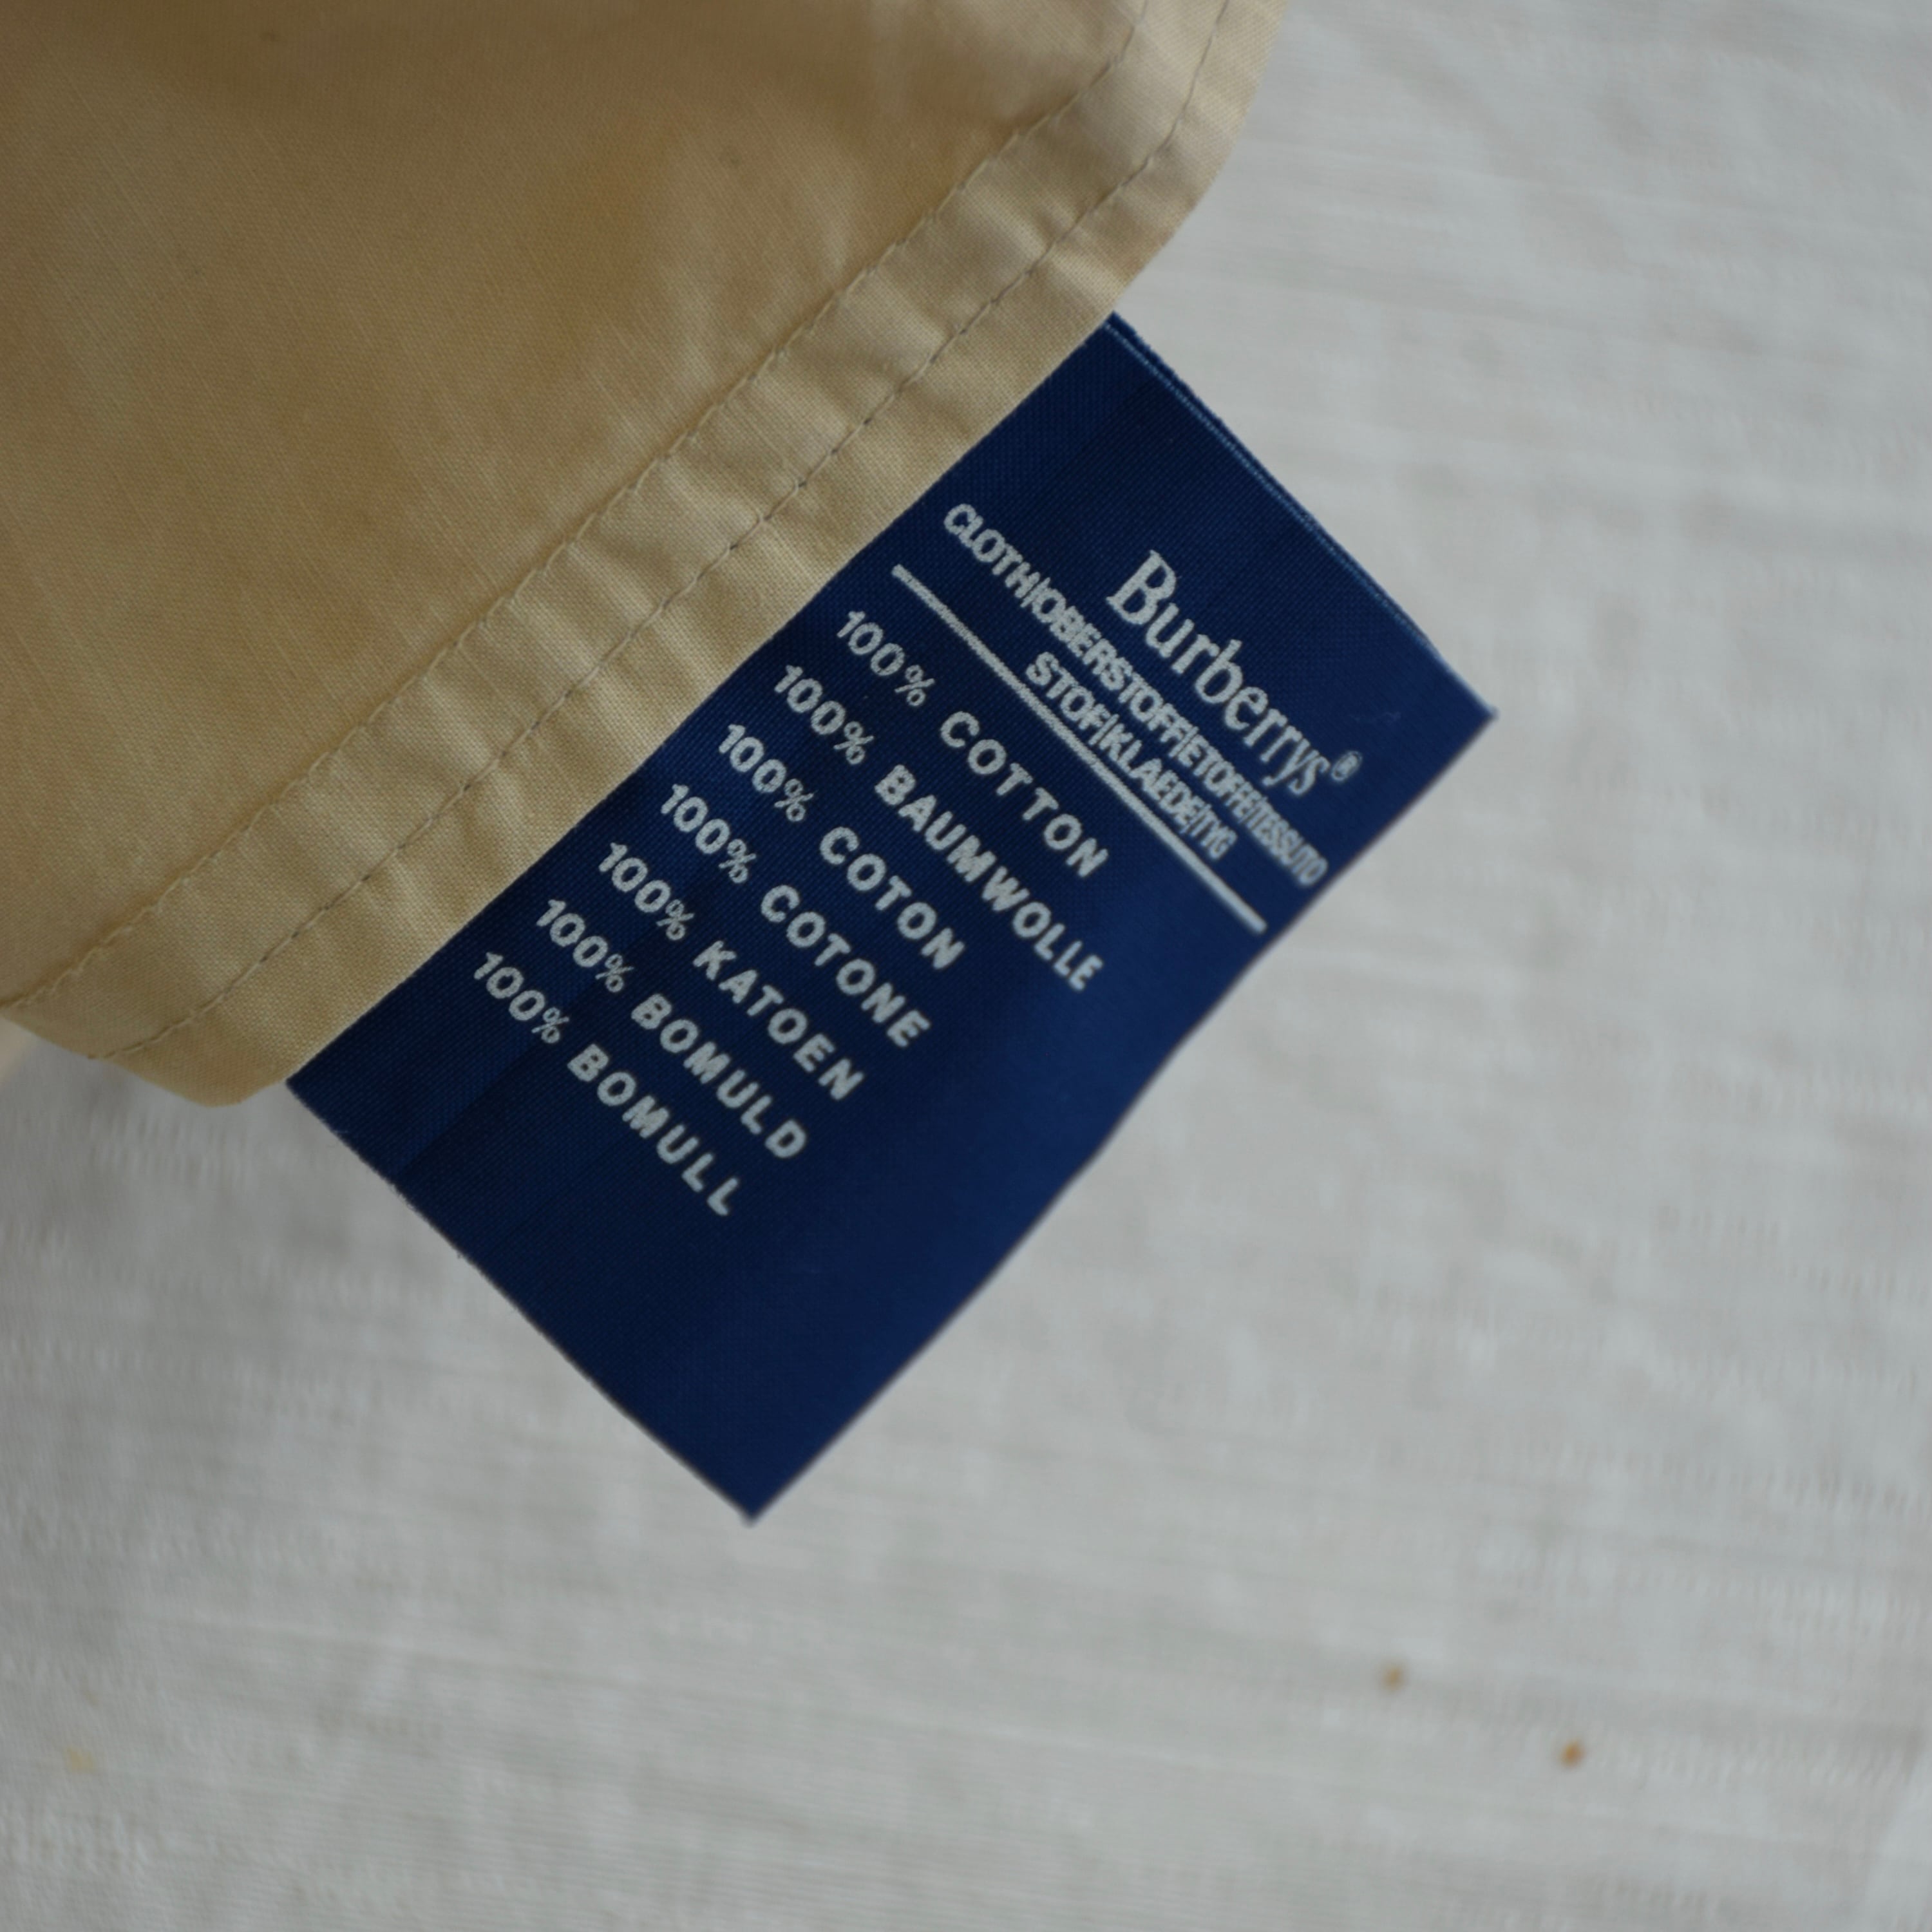 Burberrys®
CLOTH/OBERSTOFF/ETOFFE/TESSUTO
STOF/KLAEDE/TYG
100% COTTON
100% BAUMWOLLE
100% COTON
100% COTONE
100% KATOEN
100% BOMULD
100% BOMULL